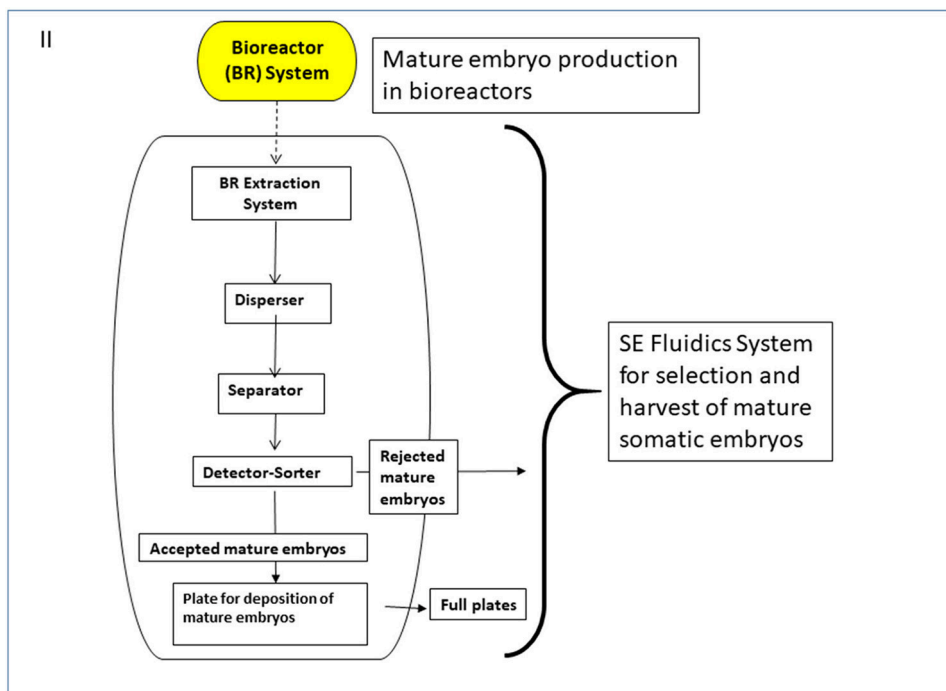 II
Bioreactor
(BR) System
Mature embryo production
in bioreactors
BR Extraction
System
Disperser
Separator
Detector-Sorter
Rejected
mature
embryos
Accepted mature embryos
Plate for deposition of
mature embryos
Full plates
SE Fluidics System
for selection and
harvest of mature
somatic embryos